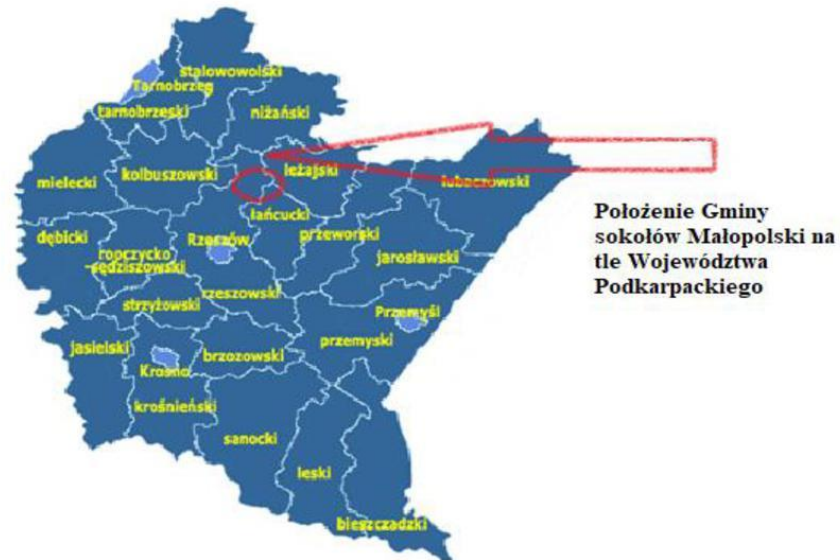 stalowowolski
Tarnobrzeg
tarnobrzeski
niżański
mielecki
kolbuszowski
leżajski
lubaczowski
łańcucki
dębicki
ropczycko
-sędziszowski
Rzeszów
przeworski
jarosławski
rzeszowski
strzyżowski
Przemyśl
przemyski
jasielski
Krosno
brzozowski
krośnieński
sanocki
leski
bieszczadzki
Położenie Gminy
sokołów Małopolski na
tle Województwa
Podkarpackiego